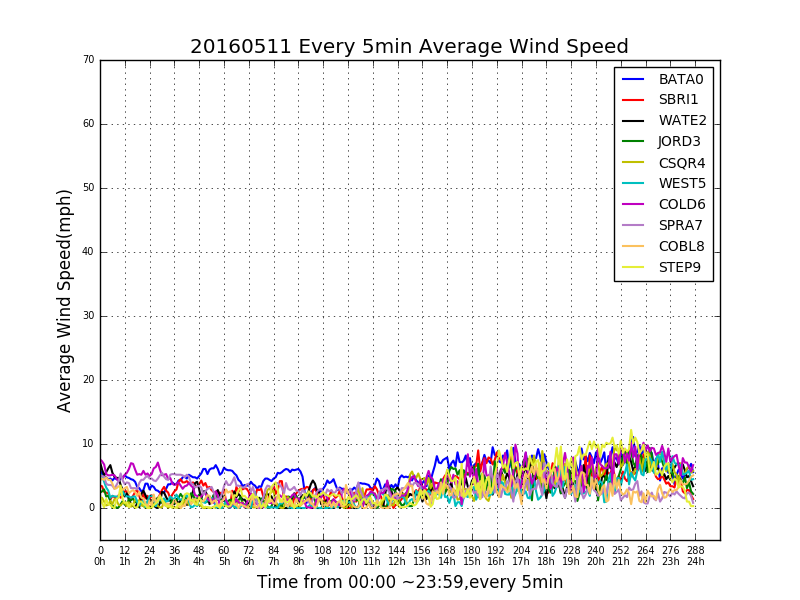 20160511 Every 5min Average Wind Speed
70
60
50
40
30
20
10
0
Average Wind Speed(mph)
BATA0
SBRI1
WATE2
JORD3
CSQR4
WEST5
COLD6
SPRA7
COBL8
STEP9
0 12 24 36 48 60 72 84 96 108 120 132 144 156 168 180 192 204 216 228 240 252 264 276 288
0h 1h 2h 3h 4h 5h 6h 7h 8h 9h 10h 11h 12h 13h 14h 15h 16h 17h 18h 19h 20h 21h 22h 23h 24h
Time from 00:00 ~23:59,every 5min